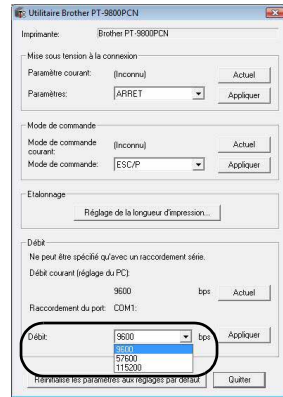 Utilitaire Brother PT-9800PCN
Imprimante: Brother PT-9800PCN
Mise sous tension à la connexion
Paramètre courant: (Inconnu) Actuel
Paramètres: ARRET Appliquer
Mode de commande
Mode de commande courant: (Inconnu) Actuel
Mode de commande: ESC/P Appliquer
Etalonnage
Réglage de la longueur d'impression...
Débit
Ne peut être spécifié qu'avec un raccordement série.
Débit courant (réglage du PC):
9600 bps Actuel
Raccordement du port: COM1:
Débit: 9600 bps Appliquer
9600
57600
115200
Réinitialise les paramètres aux réglages par défaut Quitter